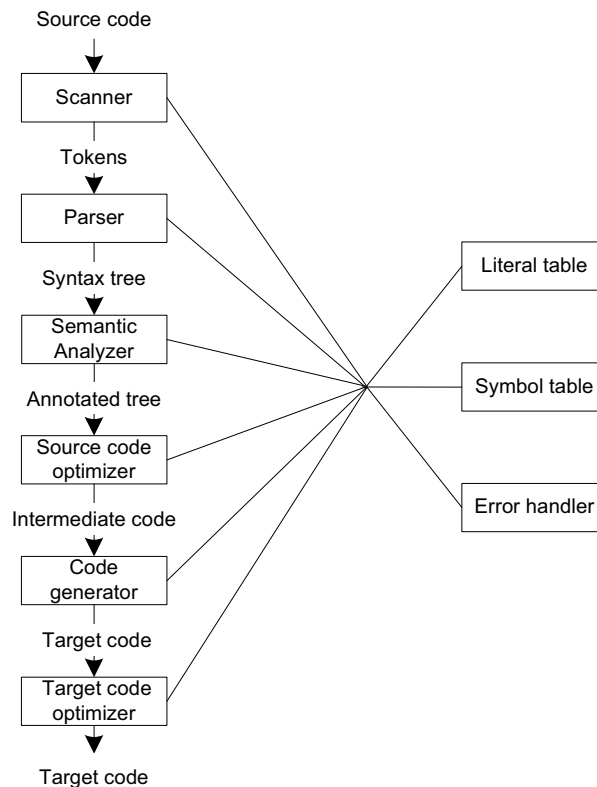 Source code
Scanner
Tokens
Parser
Syntax tree
Semantic
Analyzer
Annotated tree
Source code
optimizer
Intermediate code
Code
generator
Target code
Target code
optimizer
Target code
Literal table
Symbol table
Error handler